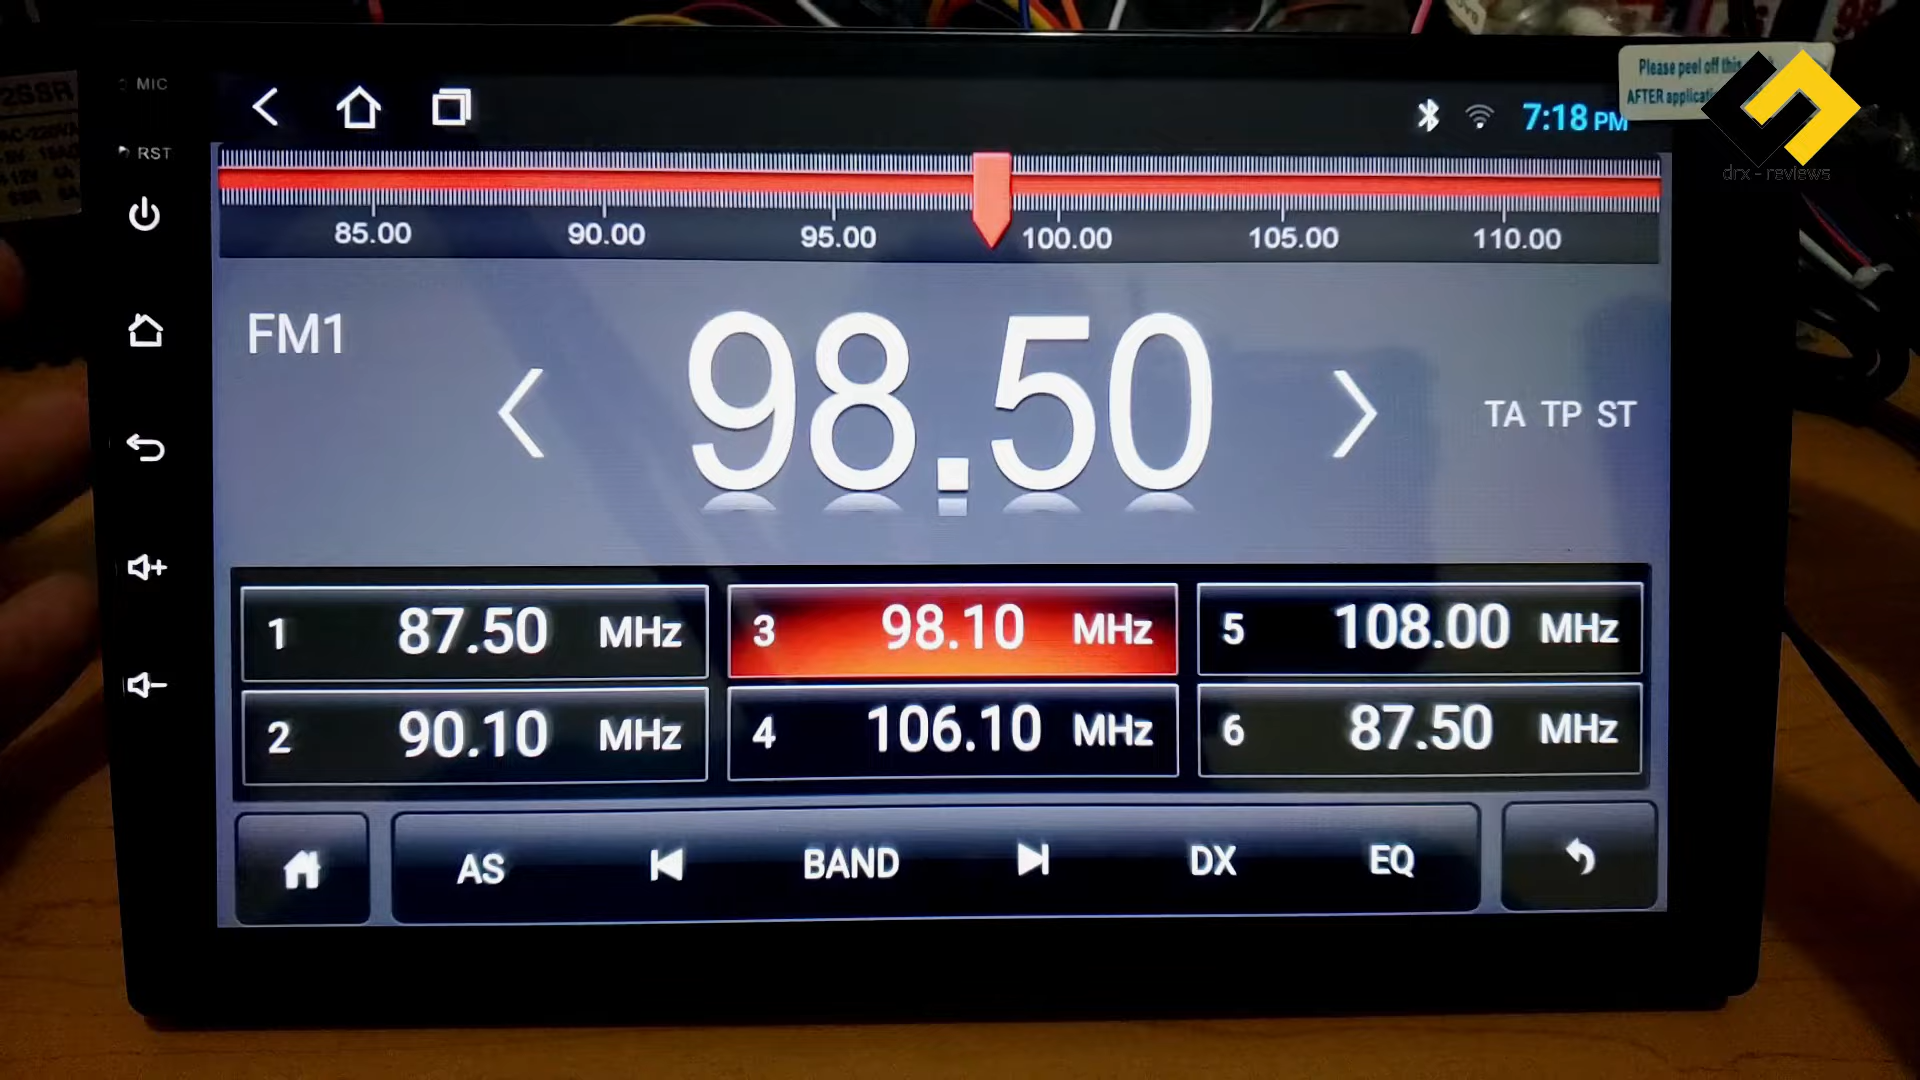 MIC
7:18 PM
Please peel off this
AFTER
drx - reviews
RST
85.00 90.00 95.00 100.00 105.00 110.00
FM1
98.50
TA TP ST
1 87.50 MHz 3 98.10 MHz 5 108.00 MHz
2 90.10 MHz 4 106.10 MHz 6 87.50 MHz
AS BAND DX EQ